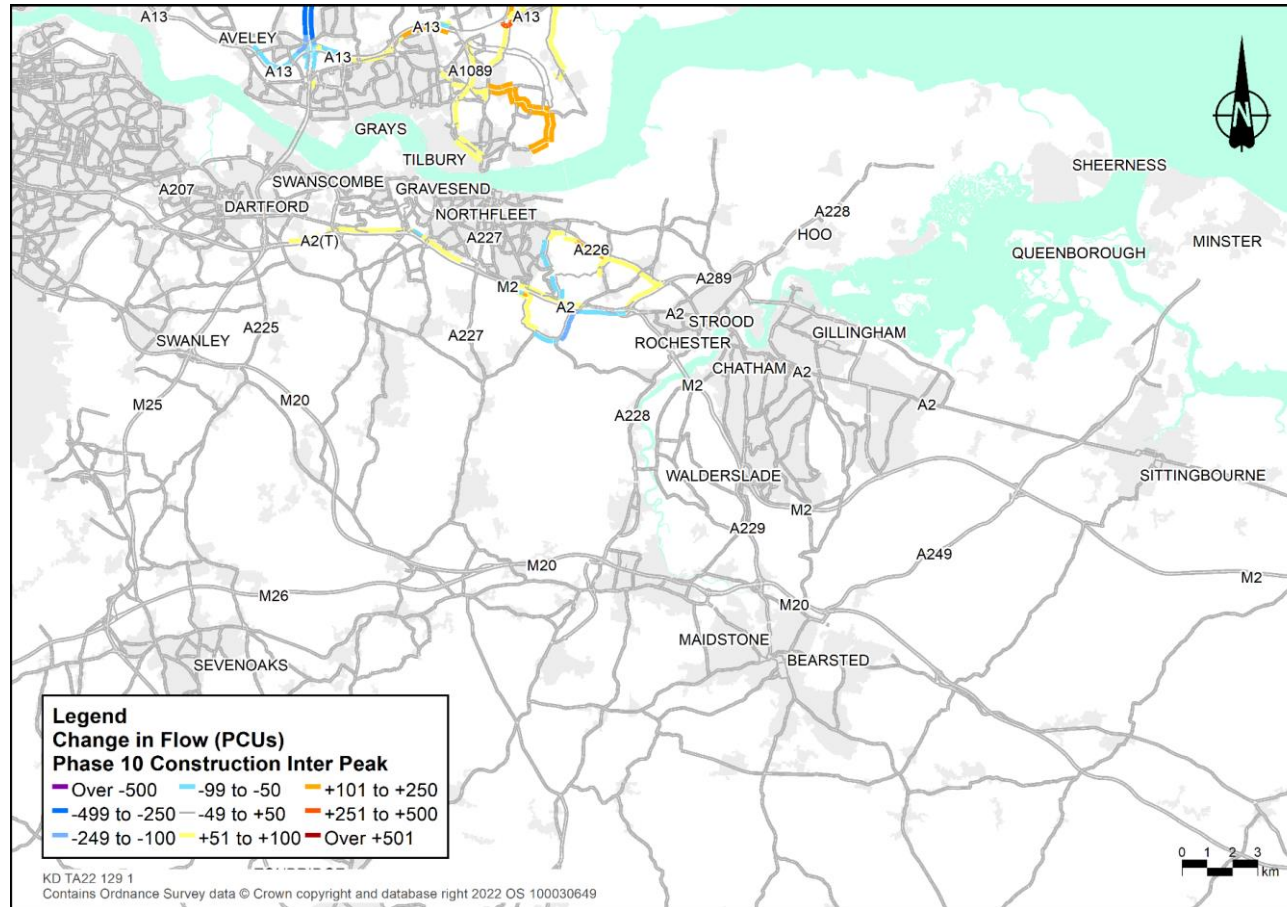 A13
A13
A13
AVELEY
A13
A13
A1089
GRAYS
TILBURY
SHEERNESS
SWANSCOMBE
A207
GRAVESEND
DARTFORD
NORTHFLEET
A228
HOO
A227
A2(T)
A226
QUEENBOROUGH
MINSTER
A289
M2
A2
A2
STROOD
SWANLEY
A225
A227
ROCHESTER
GILLINGHAM
CHATHAM
A2
M2
M25
M20
A228
A2
WALDERSLADE
SITTINGBOURNE
M2
A229
A249
M20
M2
M26
M20
MAIDSTONE
SEVENOAKS
BEARSTED
N
Legend
Change in Flow (PCUs)
Phase 10 Construction Inter Peak
Over -500 -99 to -50 +101 to +250
-499 to -250 -49 to +50 +251 to +500
-249 to -100 +51 to +100 Over +501
0 1 2 3
km
KD TA22 129 1
Contains Ordnance Survey data © Crown copyright and database right 2022 OS 100030649